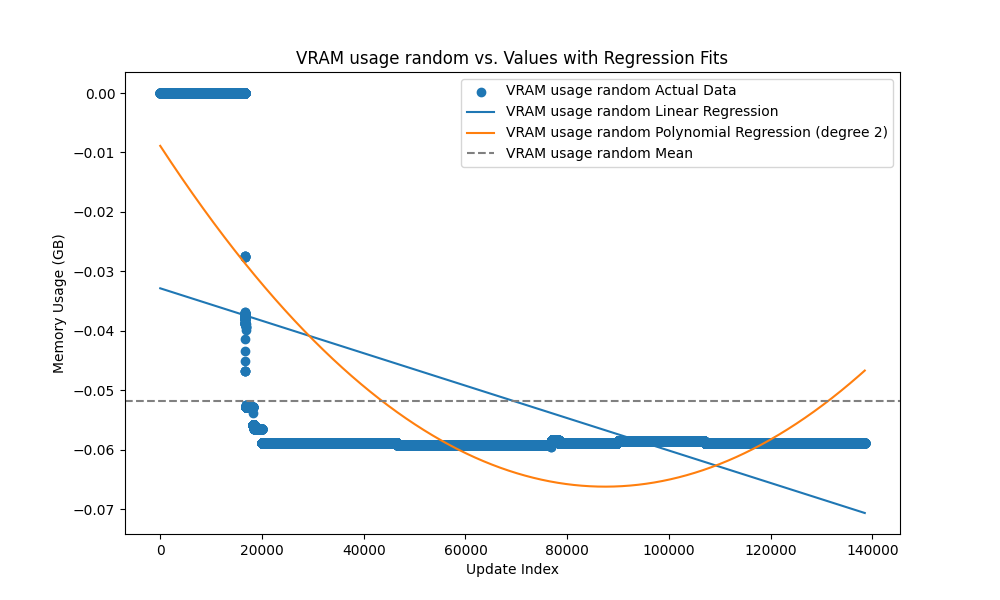 VRAM usage random vs. Values with Regression Fits
VRAM usage random Actual Data
VRAM usage random Linear Regression
VRAM usage random Polynomial Regression (degree 2)
VRAM usage random Mean
Memory Usage (GB)
0.00
−0.01
−0.02
−0.03
−0.04
−0.05
−0.06
−0.07
0 20000 40000 60000 80000 100000 120000 140000
Update Index